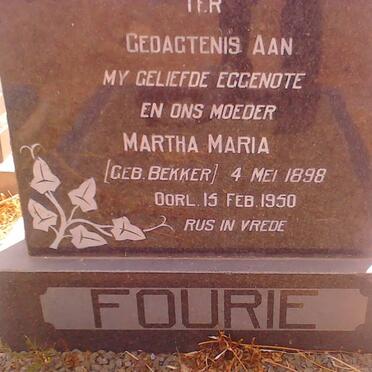 TER
GEDAGTENIS AAN
MY GELIEFDE EGGENOTE
EN ONS MOEDER
MARTHA MARIA
[GEB. BEKKER] 4 MEI 1898
OORL. 15 FEB. 1950
RUS IN VREDE
FOURIE